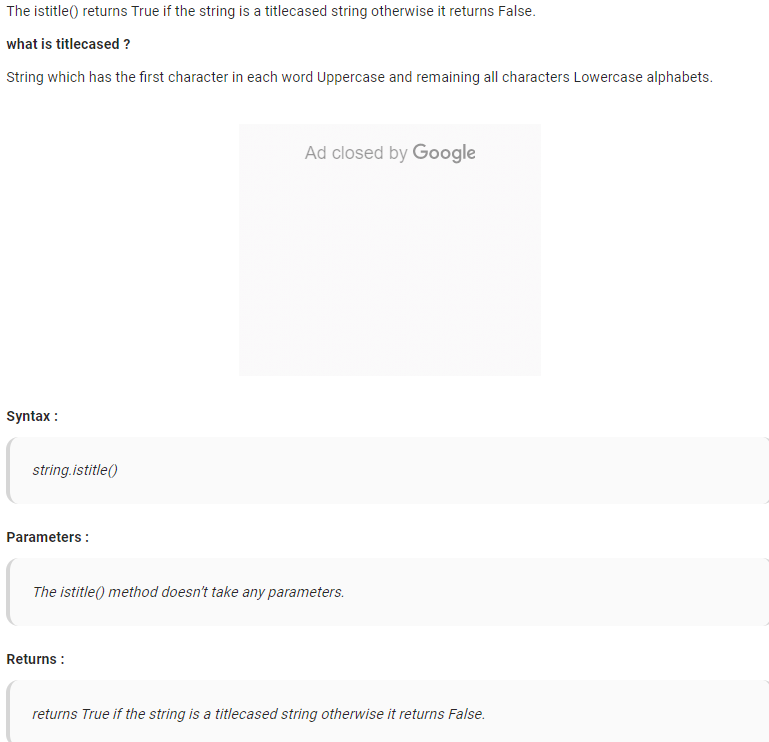 The istitle() returns True if the string is a titlecased string otherwise it returns False.
what is titlecased ?
String which has the first character in each word Uppercase and remaining all characters Lowercase alphabets.
Ad closed by Google
Syntax :
string.istitle()
Parameters :
The istitle() method doesn’t take any parameters.
Returns :
returns True if the string is a titlecased string otherwise it returns False.